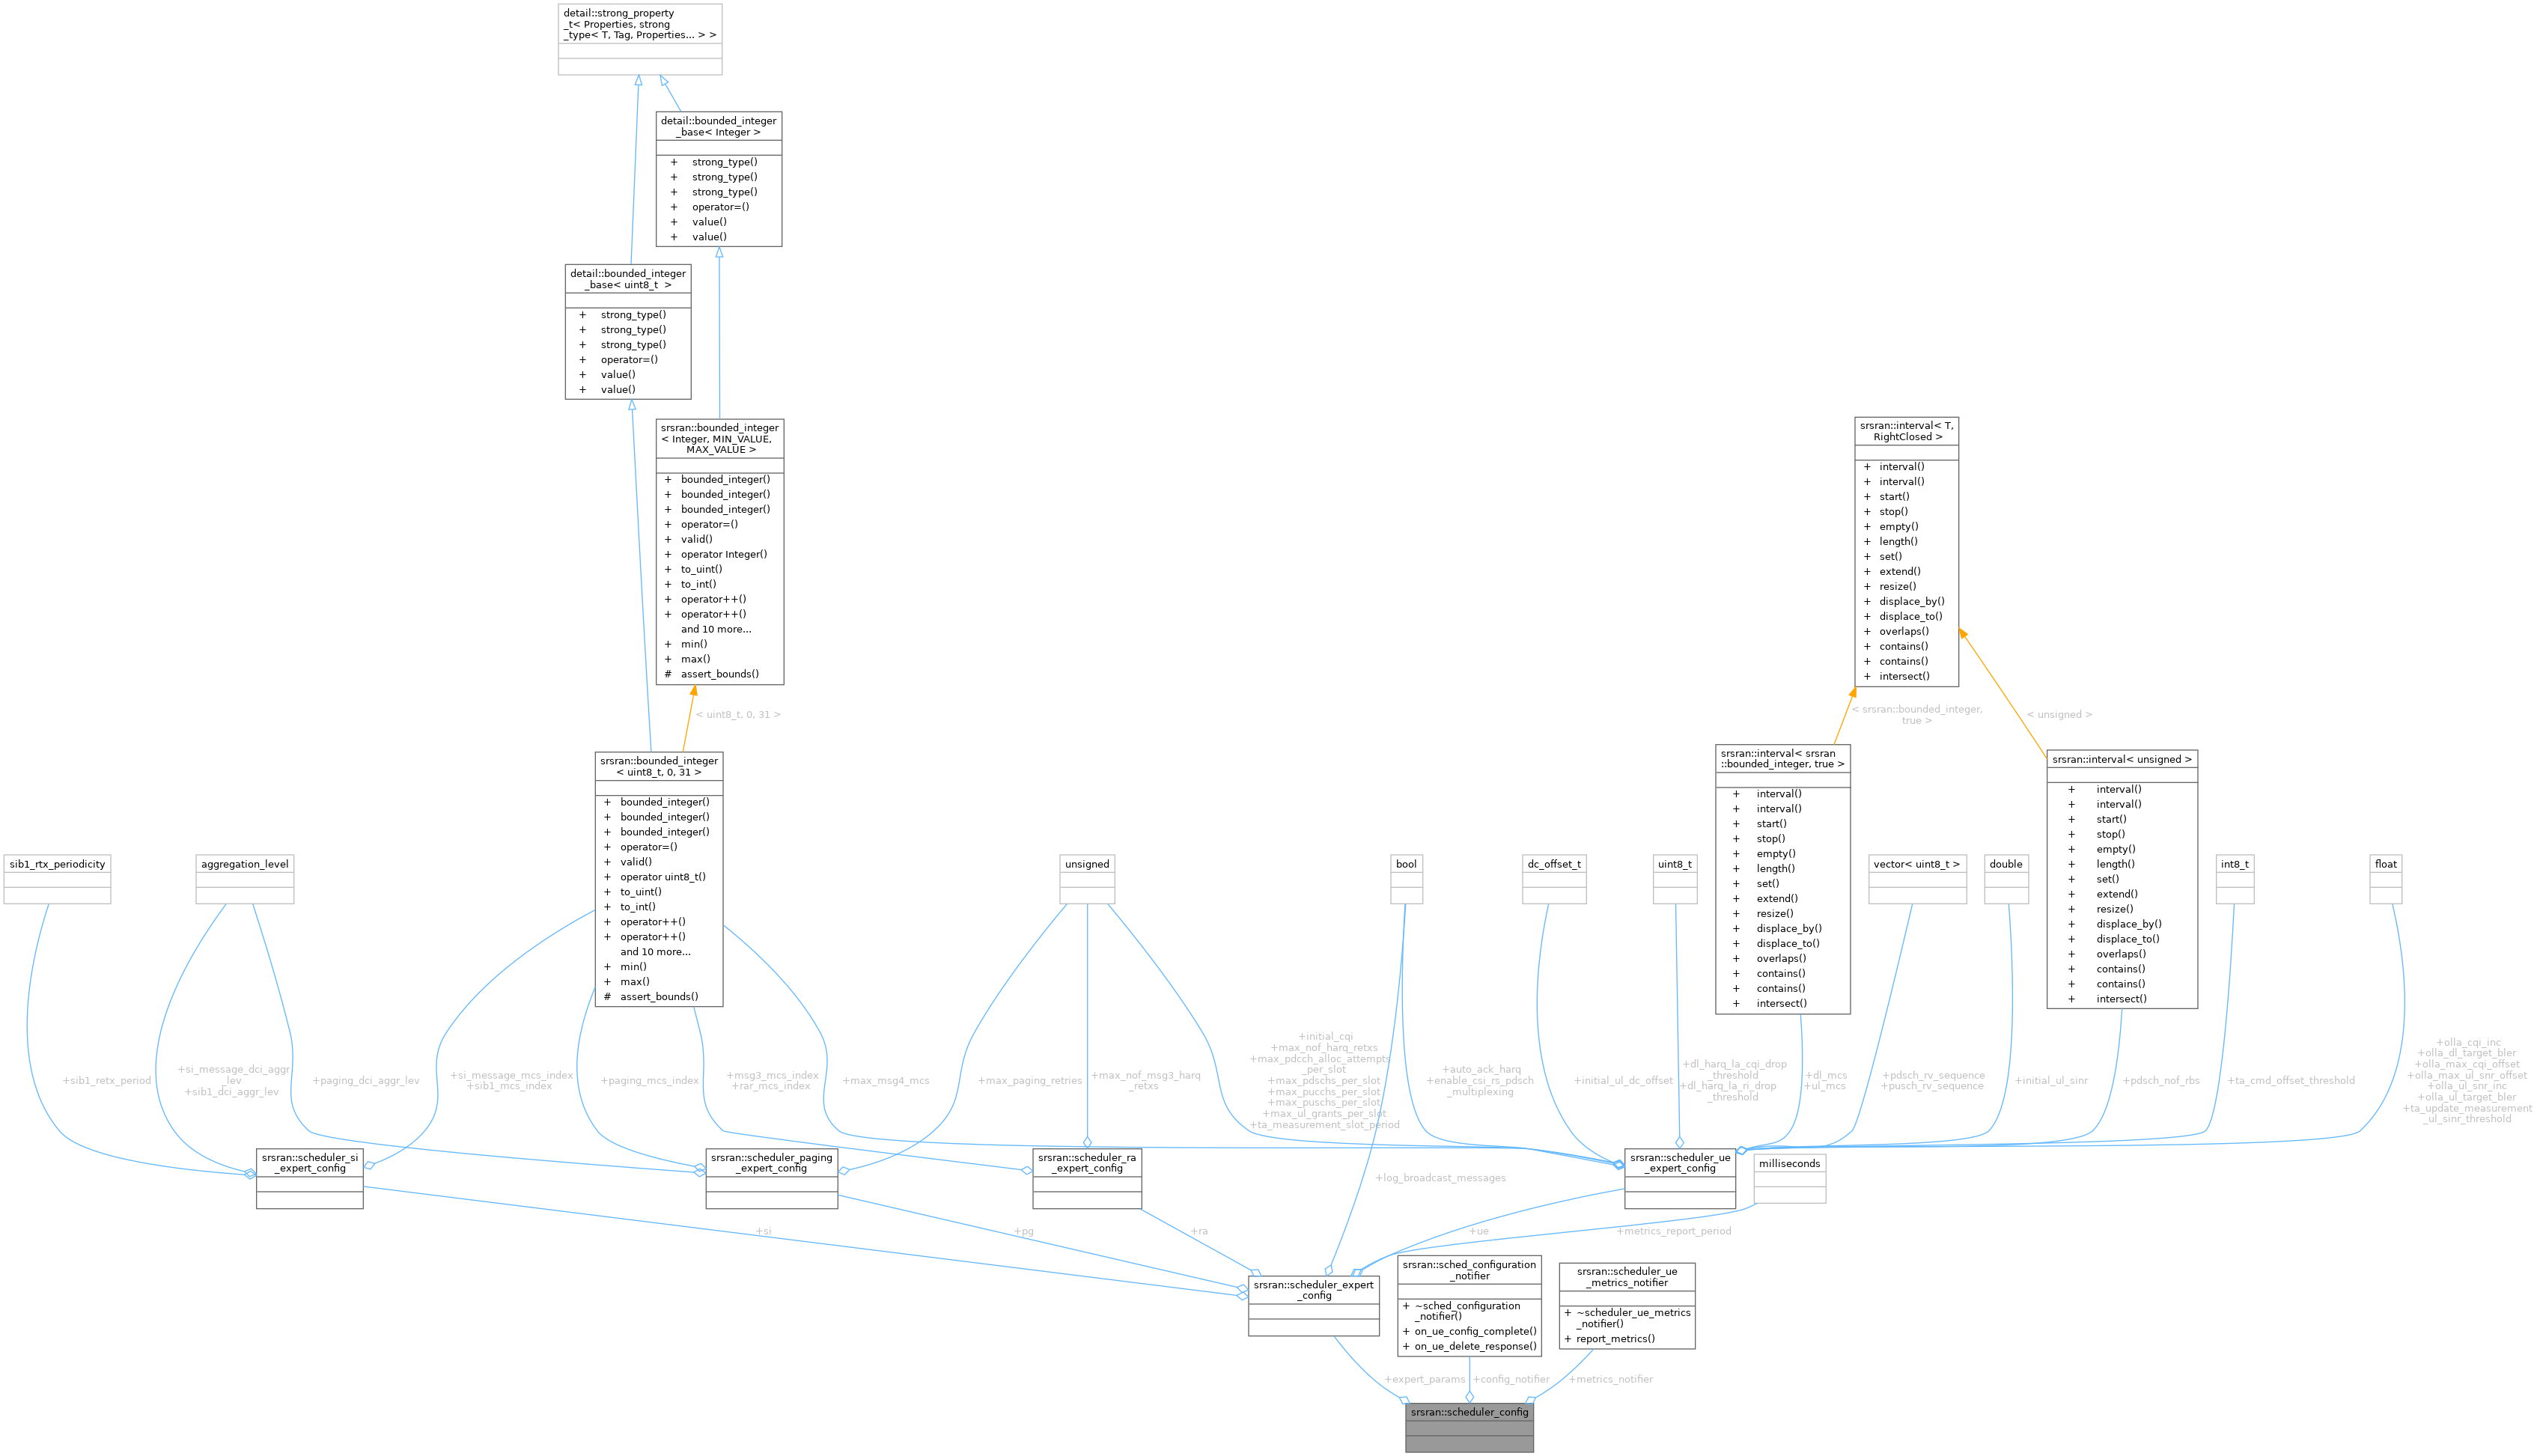 detail::strong_property
_t< Properties, strong
_type< T, Tag, Properties... > >
detail::bounded_integer
_base< Integer >
+ strong_type()
+ strong_type()
+ strong_type()
+ operator=()
+ value()
+ value()
detail::bounded_integer
_base< uint8_t >
+ strong_type()
+ strong_type()
+ strong_type()
+ operator=()
+ value()
+ value()
srsran::bounded_integer
< Integer, MIN_VALUE,
MAX_VALUE >
+ bounded_integer()
+ bounded_integer()
+ bounded_integer()
+ operator=()
+ valid()
+ operator Integer()
+ to_uint()
+ to_int()
+ operator++()
+ operator++()
and 10 more...
+ min()
+ max()
# assert_bounds()
srsran::interval< T,
RightClosed >
+ interval()
+ interval()
+ start()
+ stop()
+ empty()
+ length()
+ set()
+ extend()
+ resize()
+ displace_by()
+ displace_to()
+ overlaps()
+ contains()
+ contains()
+ intersect()
< uint8_t, 0, 31 >
< srsran::bounded_integer,
true >
< unsigned >
srsran::bounded_integer
< uint8_t, 0, 31 >
+ bounded_integer()
+ bounded_integer()
+ bounded_integer()
+ operator=()
+ valid()
+ operator uint8_t()
+ to_uint()
+ to_int()
+ operator++()
+ operator++()
and 10 more...
+ min()
+ max()
# assert_bounds()
srsran::interval< srsran
::bounded_integer, true >
+ interval()
+ interval()
+ start()
+ stop()
+ empty()
+ length()
+ set()
+ extend()
+ resize()
+ displace_by()
+ displace_to()
+ overlaps()
+ contains()
+ contains()
+ intersect()
srsran::interval< unsigned >
+ interval()
+ interval()
+ start()
+ stop()
+ empty()
+ length()
+ set()
+ extend()
+ resize()
+ displace_by()
+ displace_to()
+ overlaps()
+ contains()
+ contains()
+ intersect()
sib1_rtx_periodicity
aggregation_level
unsigned
bool
dc_offset_t
uint8_t
vector< uint8_t >
double
int8_t
float
+sib1_retx_period
+si_message_dci_aggr
_lev
+sib1_dci_aggr_lev
+paging_dci_aggr_lev
+si_message_mcs_index
+sib1_mcs_index
+paging_mcs_index
+msg3_mcs_index
+rar_mcs_index
+max_msg4_mcs
+max_paging_retries
+max_nof_msg3_harq
_retxs
+initial_cqi
+max_nof_harq_retxs
+max_pdcch_alloc_attempts
_per_slot
+max_pdschs_per_slot
+max_pucchs_per_slot
+max_puschs_per_slot
+max_ul_grants_per_slot
+ta_measurement_slot_period
+auto_ack_harq
+enable_csi_rs_pdsch
_multiplexing
+initial_ul_dc_offset
+dl_harq_la_cqi_drop
_threshold
+dl_harq_la_ri_drop
_threshold
+dl_mcs
+ul_mcs
+pdsch_rv_sequence
+pusch_rv_sequence
+initial_ul_sinr
+pdsch_nof_rbs
+ta_cmd_offset_threshold
+olla_cqi_inc
+olla_dl_target_bler
+olla_max_cqi_offset
+olla_max_ul_snr_offset
+olla_ul_snr_inc
+olla_ul_target_bler
+ta_update_measurement
_ul_sinr_threshold
srsran::scheduler_si
_expert_config
srsran::scheduler_paging
_expert_config
srsran::scheduler_ra
_expert_config
+log_broadcast_messages
srsran::scheduler_ue
_expert_config
milliseconds
+si
+pg
+ra
+ue
+metrics_report_period
srsran::scheduler_expert
_config
srsran::sched_configuration
_notifier
+ ~sched_configuration
_notifier()
+ on_ue_config_complete()
+ on_ue_delete_response()
srsran::scheduler_ue
_metrics_notifier
+ ~scheduler_ue_metrics
_notifier()
+ report_metrics()
+expert_params
+config_notifier
+metrics_notifier
srsran::scheduler_config